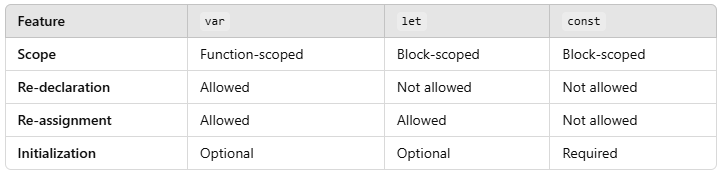 Feature var let const
Scope Function-scoped Block-scoped Block-scoped
Re-declaration Allowed Not allowed Not allowed
Re-assignment Allowed Allowed Not allowed
Initialization Optional Optional Required